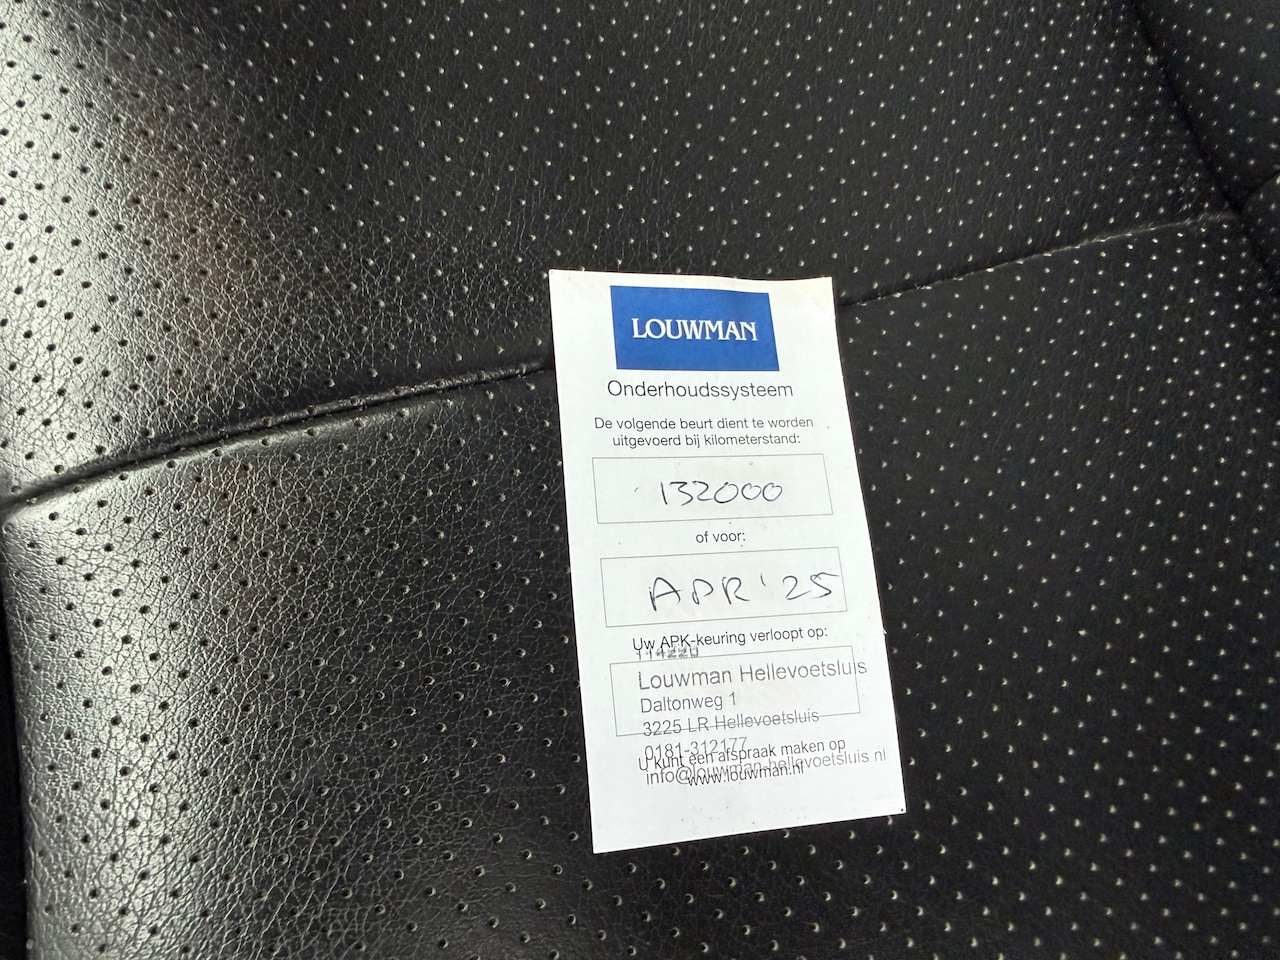 LOUWMAN
Onderhoudssysteem
De volgende beurt dient te worden
uitgevoerd bij kilometerstand:
132000
of voor:
APR '25
Uw APK-keuring verloopt op:
114220
Louwman Hellevoetsluis
Daltonweg 1
3225 LR Hellevoetsluis
0181-312177
U kunt een afspraak maken op
info@louwman-hellevoetsluis.nl
www.louwman.nl